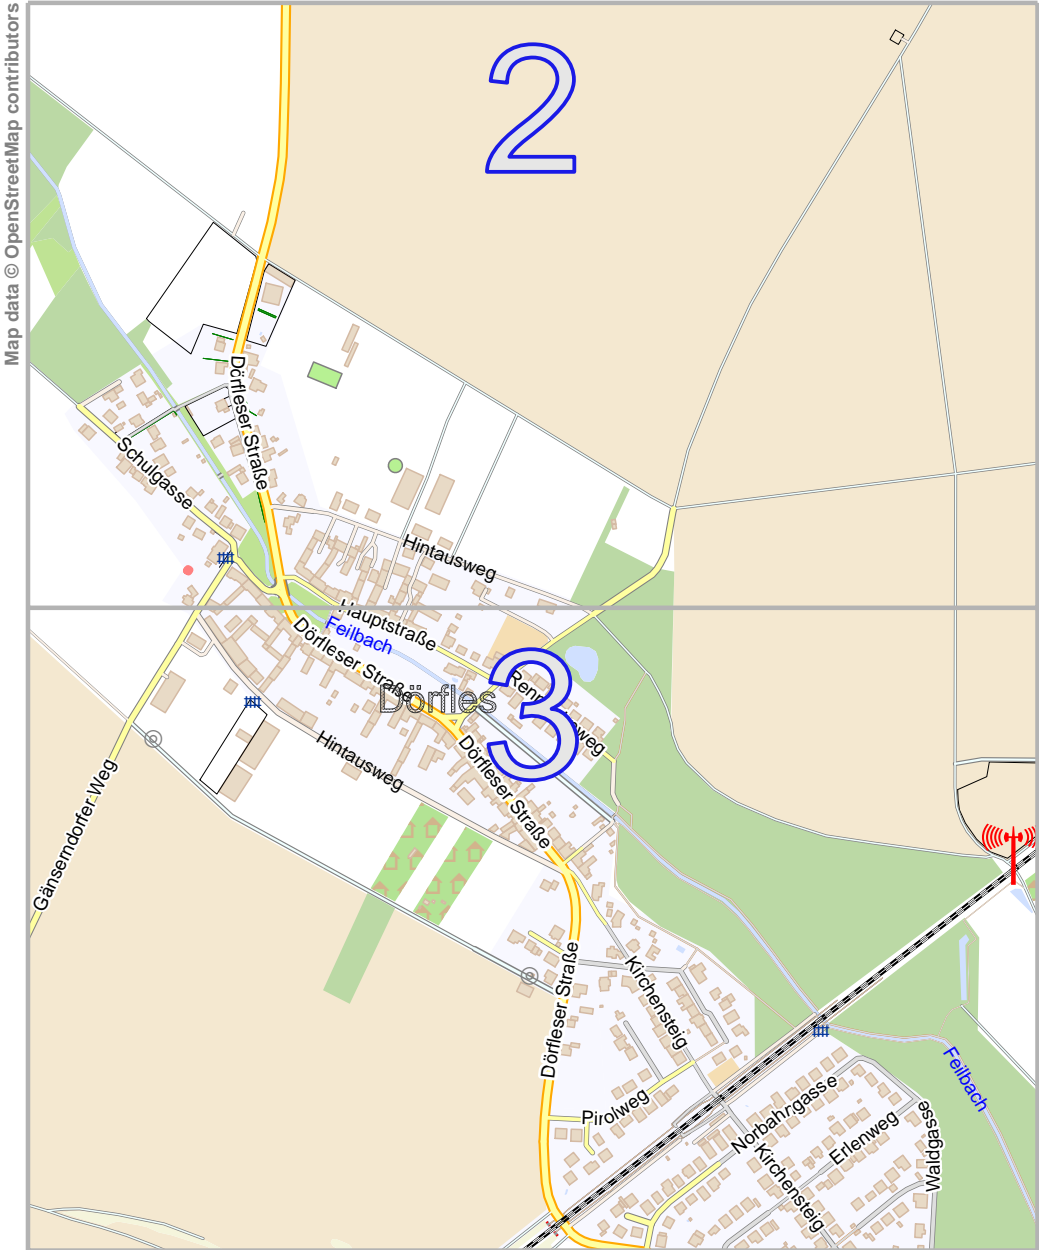 Map data © OpenStreetMap contributors
2
Dörfleser Straße
Schulgasse
Hintausweg
Hauptstraße
Feilbach
Dörfleser Straße
Dörfles
3
Hintausweg
Dörfleser Straße
Gänserndorfer Weg
Kirchensteig
Dörfleser Straße
Feilbach
Pirolweg
Norbahngasse
Erlenweg
Waldgasse
Kirchensteig